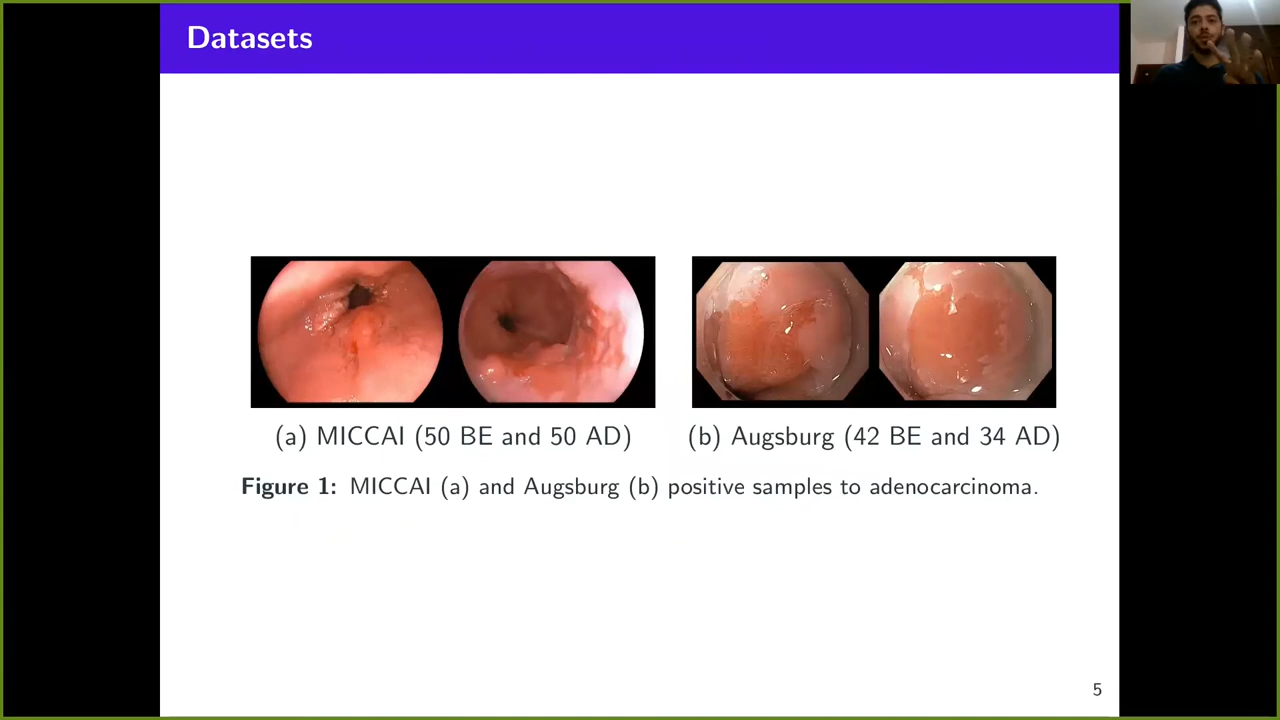 Datasets
(a) MICCAI (50 BE and 50 AD)
(b) Augsburg (42 BE and 34 AD)
Figure 1: MICCAI (a) and Augsburg (b) positive samples to adenocarcinoma.
5